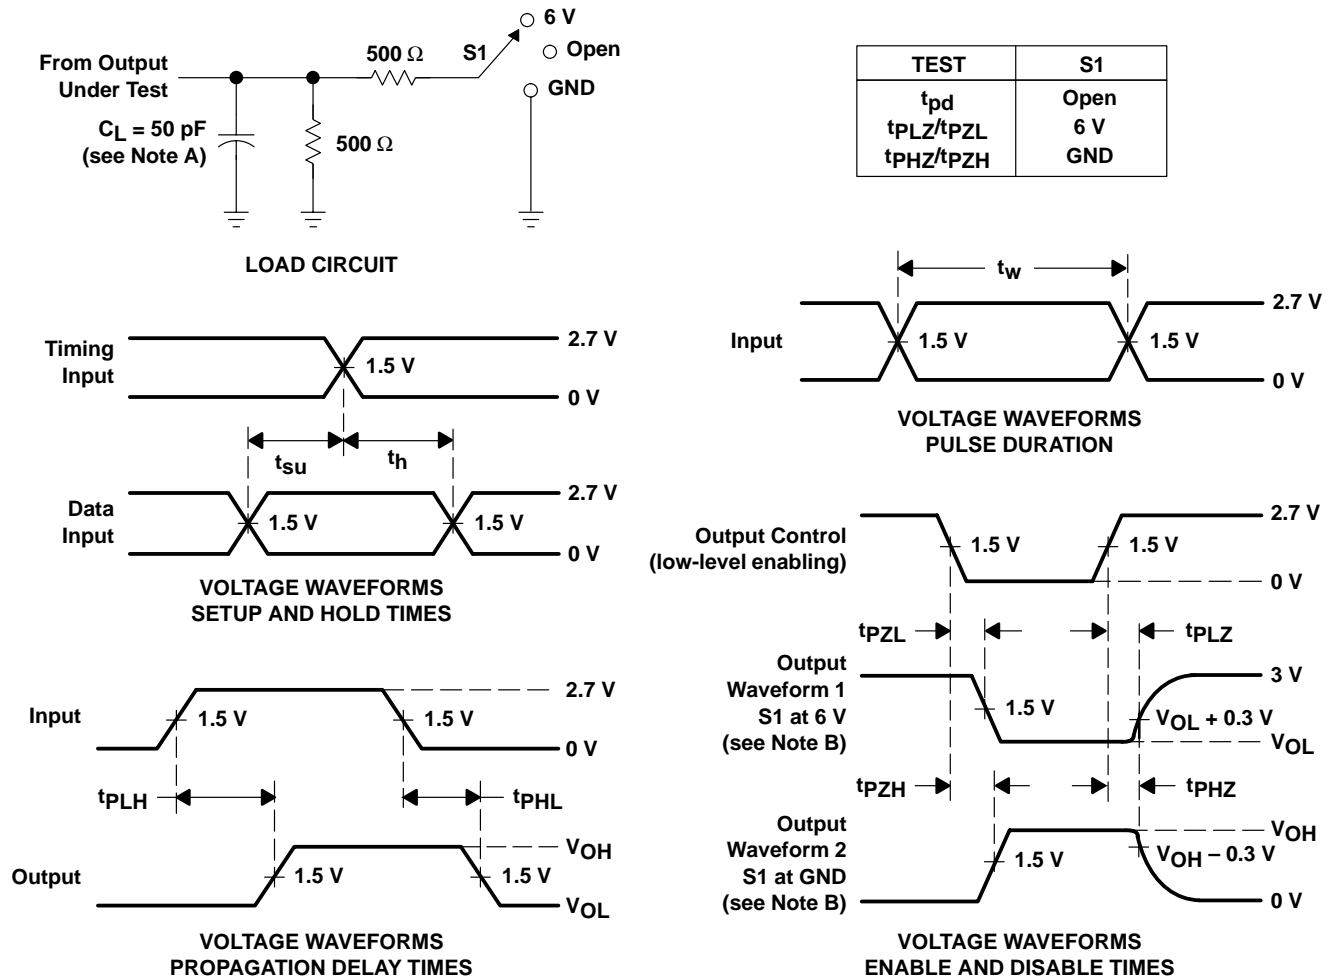 From Output
Under Test
CL = 50 pF
(see Note A)
500 Ω
500 Ω
S1
6 V
Open
GND
LOAD CIRCUIT
TEST S1
tpd Open
tPLZ/tPZL 6 V
tPHZ/tPZH GND
Timing
Input
1.5 V
2.7 V
0 V
tsu
th
Data
Input
1.5 V
1.5 V
2.7 V
0 V
VOLTAGE WAVEFORMS
SETUP AND HOLD TIMES
tw
Input
1.5 V
1.5 V
2.7 V
0 V
VOLTAGE WAVEFORMS
PULSE DURATION
Input
1.5 V
1.5 V
2.7 V
0 V
tPLH
tPHL
Output
1.5 V
1.5 V
VOH
VOL
VOLTAGE WAVEFORMS
PROPAGATION DELAY TIMES
Output Control
(low-level enabling)
1.5 V
1.5 V
2.7 V
0 V
tPZL
tPLZ
Output
Waveform 1
S1 at 6 V
(see Note B)
1.5 V
3 V
VOL + 0.3 V
VOL
tPZH
tPHZ
Output
Waveform 2
S1 at GND
(see Note B)
1.5 V
VOH
VOH – 0.3 V
0 V
VOLTAGE WAVEFORMS
ENABLE AND DISABLE TIMES